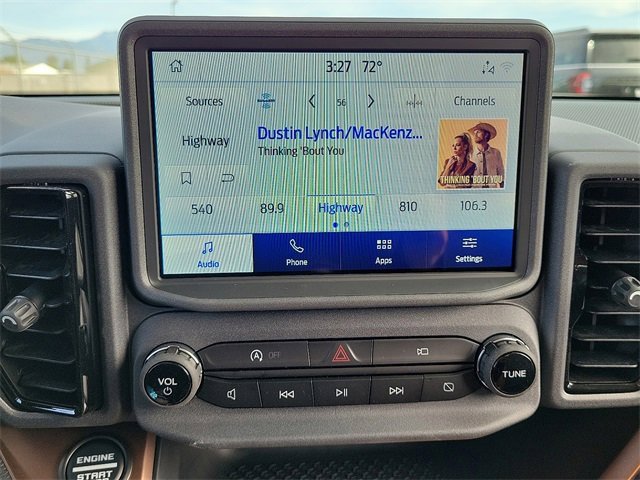 3:27 72°
Sources 56 Channels
Highway
Dustin Lynch/MacKenz...
Thinking 'Bout You
THINKING 'BOUT YOU
540 89.9 Highway 810 106.3
Audio Phone Apps Settings
A OFF
VOL
TUNE
ENGINE
START